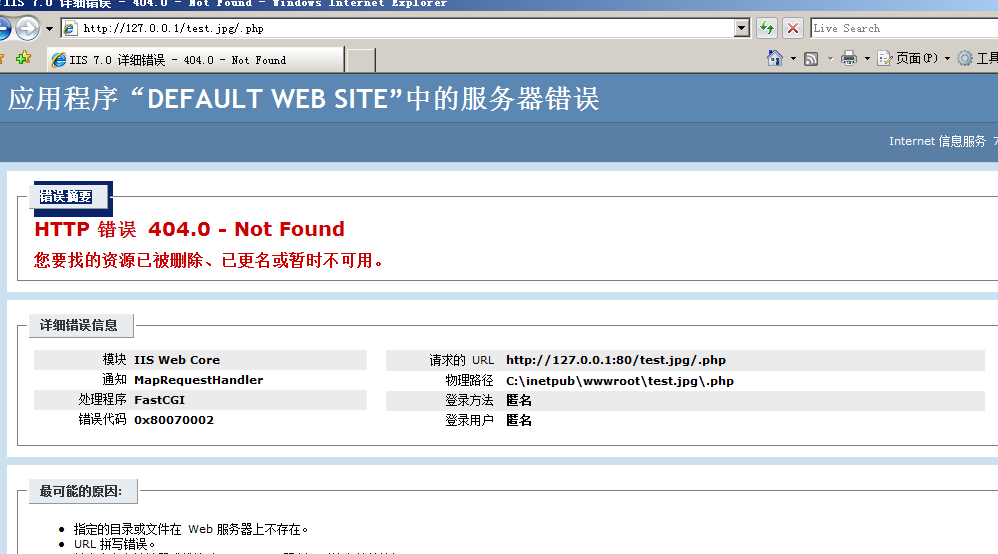 IIS 7.0 详细错误 - 404.0 - Not Found - Windows Internet Explorer
http://127.0.0.1/test.jpg/.php
Live Search
IIS 7.0 详细错误 - 404.0 - Not Found
页面(P)
应用程序“DEFAULT WEB SITE”中的服务器错误
Internet 信息服务
错误摘要
HTTP 错误 404.0 - Not Found
您要找的资源已被删除、已更名或暂时不可用。
详细错误信息
模块 IIS Web Core
通知 MapRequestHandler
处理程序 FastCGI
错误代码 0x80070002
请求的 URL http://127.0.0.1:80/test.jpg/.php
物理路径 C:\inetpub\wwwroot\test.jpg\.php
登录方法 匿名
登录用户 匿名
最可能的原因:
指定的目录或文件在 Web 服务器上不存在。
URL 拼写错误。